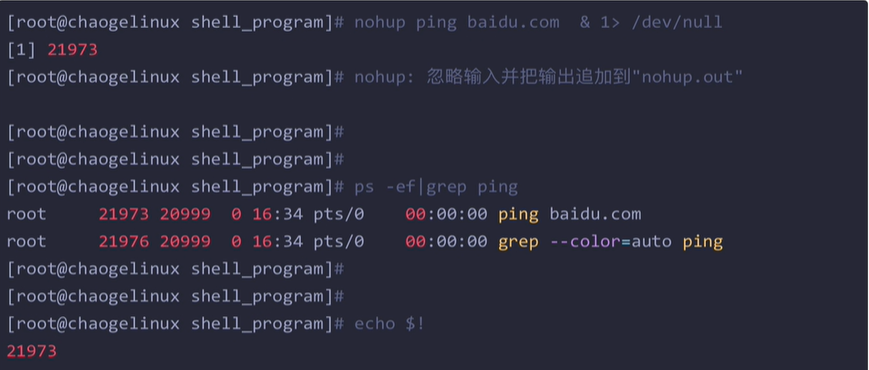 [root@chaogelinux shell_program]# nohup ping baidu.com  & 1> /dev/null
[1] 21973
[root@chaogelinux shell_program]# nohup: 忽略输入并把输出追加到"nohup.out"
[root@chaogelinux shell_program]#
[root@chaogelinux shell_program]#
[root@chaogelinux shell_program]# ps -ef|grep ping
root     21973 20999  0 16:34 pts/0    00:00:00 ping baidu.com
root     21976 20999  0 16:34 pts/0    00:00:00 grep --color=auto ping
[root@chaogelinux shell_program]#
[root@chaogelinux shell_program]#
[root@chaogelinux shell_program]# echo $!
21973